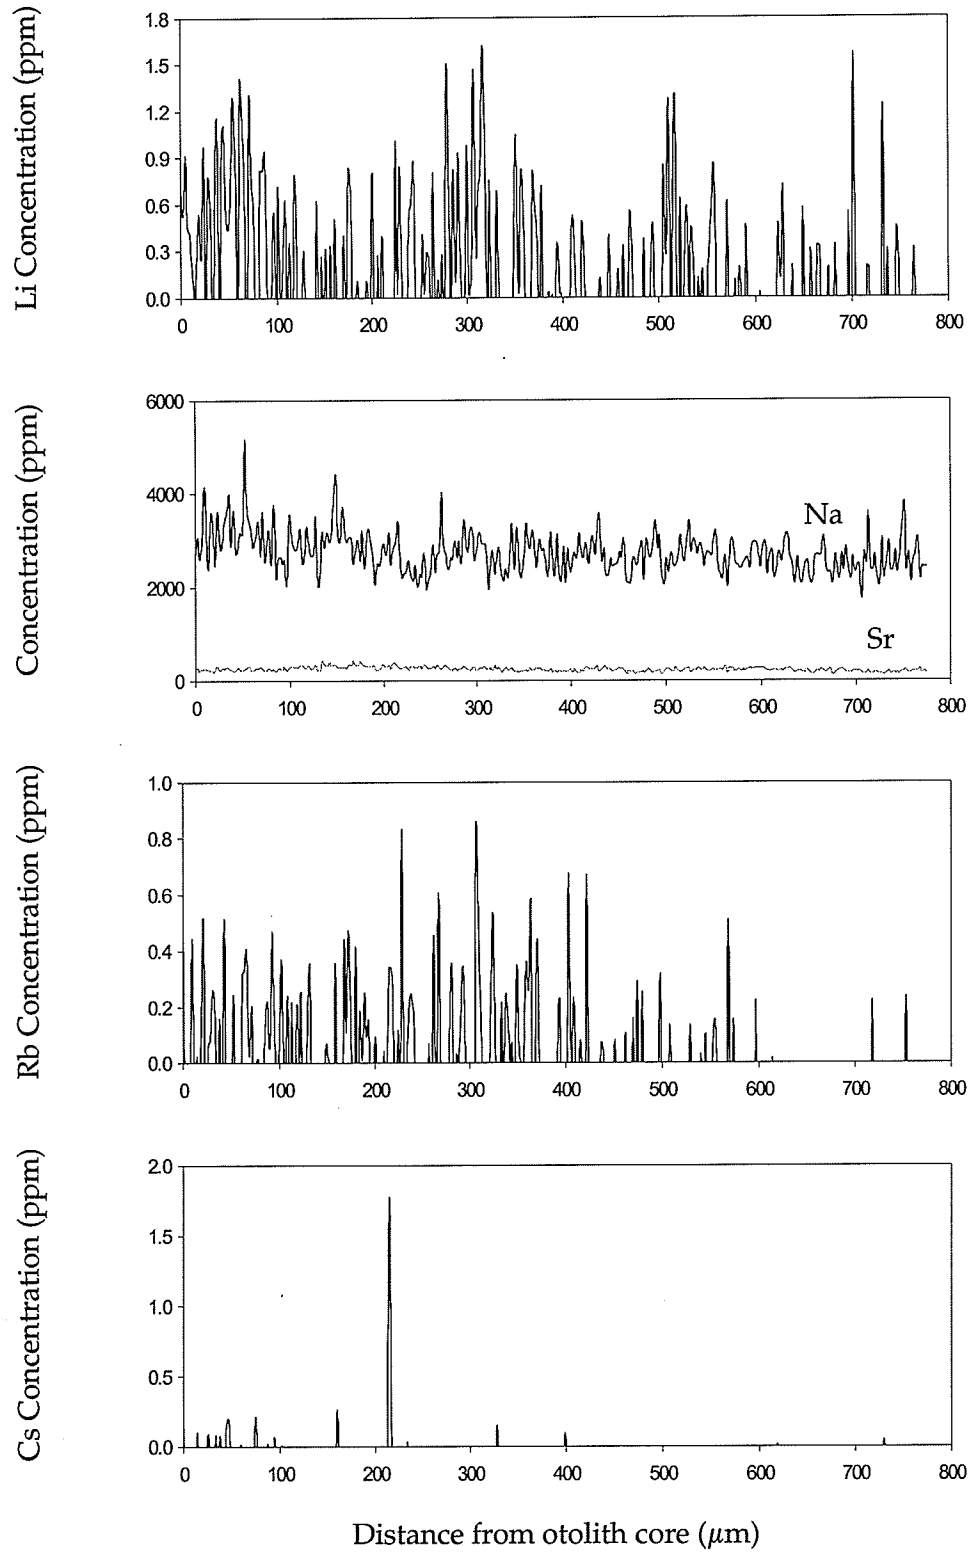 Li Concentration (ppm)
1.8
1.5
1.2
0.9
0.6
0.3
0.0
0 100 200 300 400 500 600 700 800
Concentration (ppm)
6000
4000
2000
0
Na
Sr
0 100 200 300 400 500 600 700 800
Rb Concentration (ppm)
1.0
0.8
0.6
0.4
0.2
0.0
0 100 200 300 400 500 600 700 800
Cs Concentration (ppm)
2.0
1.5
1.0
0.5
0.0
0 100 200 300 400 500 600 700 800
Distance from otolith core (μm)